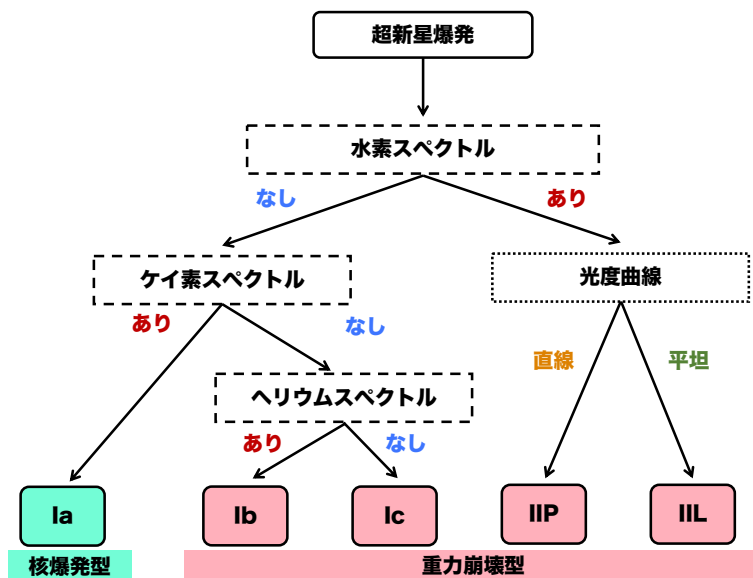 超新星爆発
水素スペクトル
なし
あり
ケイ素スペクトル
光度曲線
あり
なし
直線
平坦
ヘリウムスペクトル
あり
なし
Ia
Ib
Ic
IIP
IIL
核爆発型
重力崩壊型